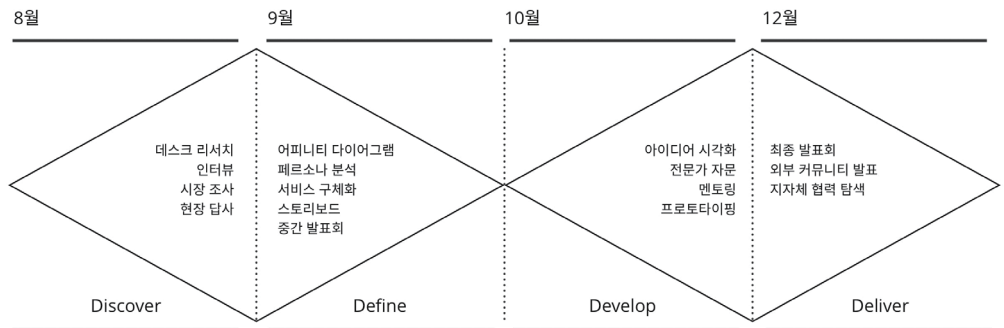 8월
9월
10월
12월
데스크 리서치
인터뷰
시장 조사
현장 답사
어피니티 다이어그램
페르소나 분석
서비스 구체화
스토리보드
중간 발표회
아이디어 시각화
전문가 자문
멘토링
프로토타이핑
최종 발표회
외부 커뮤니티 발표
지자체 협력 탐색
Discover
Define
Develop
Deliver